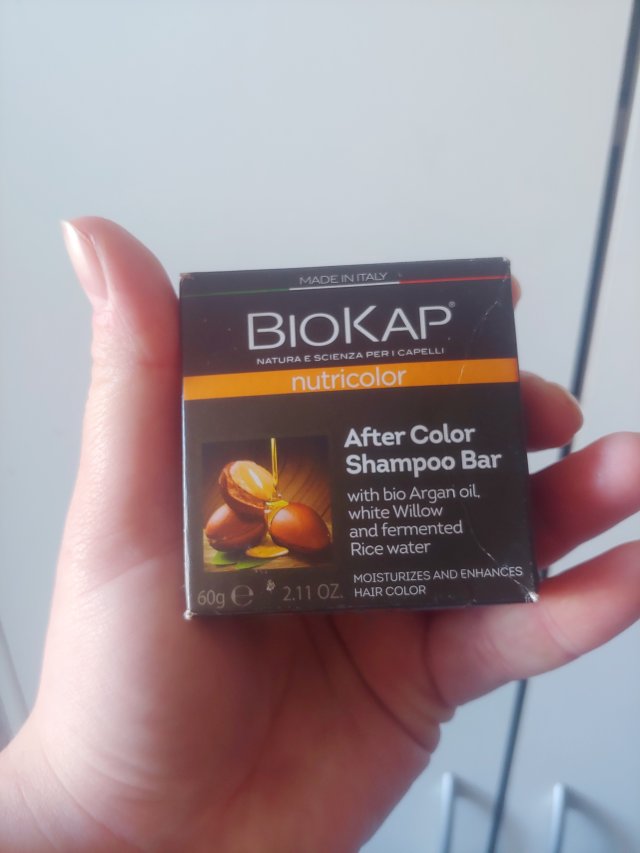 MADE IN ITALY
BIOKAP®
NATURA E SCIENZA PER I CAPELLI
nutricolor
After Color
Shampoo Bar
with bio Argan oil,
white Willow
and fermented
Rice water
MOISTURIZES AND ENHANCES
HAIR COLOR
60g ℮ 2.11 OZ.